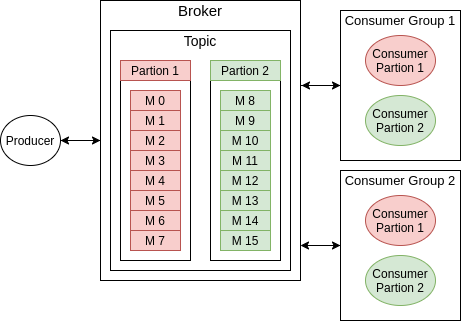 Broker
Topic
Partion 1
Partion 2
M 0
M 1
M 2
M 3
M 4
M 5
M 6
M 7
M 8
M 9
M 10
M 11
M 12
M 13
M 14
M 15
Producer
Consumer Group 1
Consumer
Partion 1
Consumer
Partion 2
Consumer Group 2
Consumer
Partion 1
Consumer
Partion 2